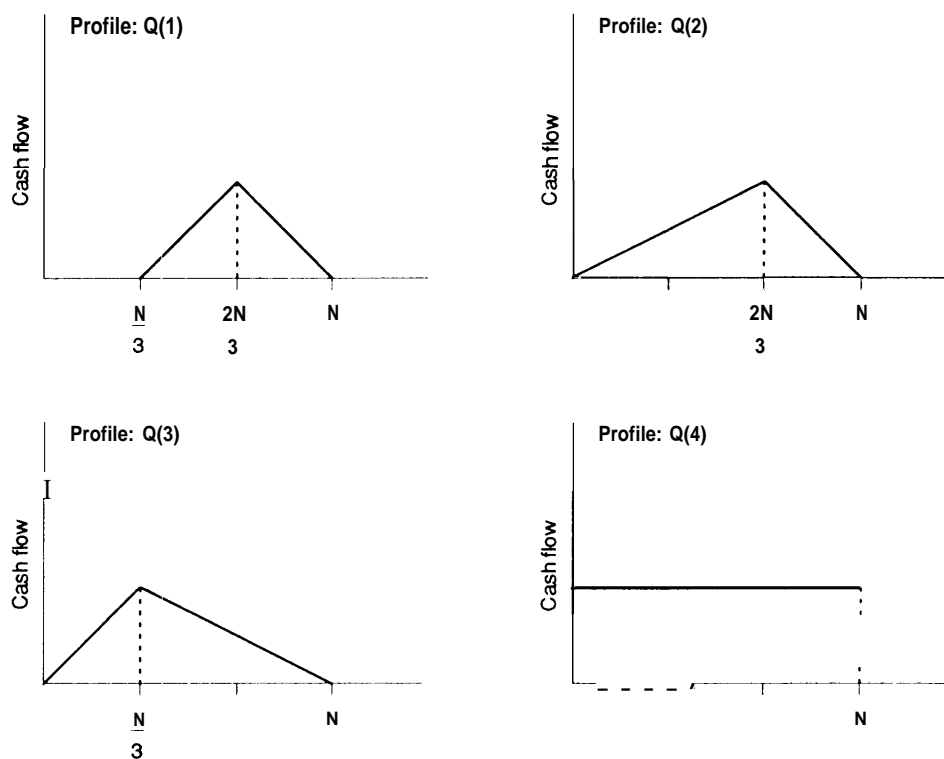 Profile: Q(1)
Cash flow
N
3
2N
3
N
Profile: Q(2)
Cash flow
2N
3
N
Profile: Q(3)
I
Cash flow
N
3
N
Profile: Q(4)
Cash flow
N